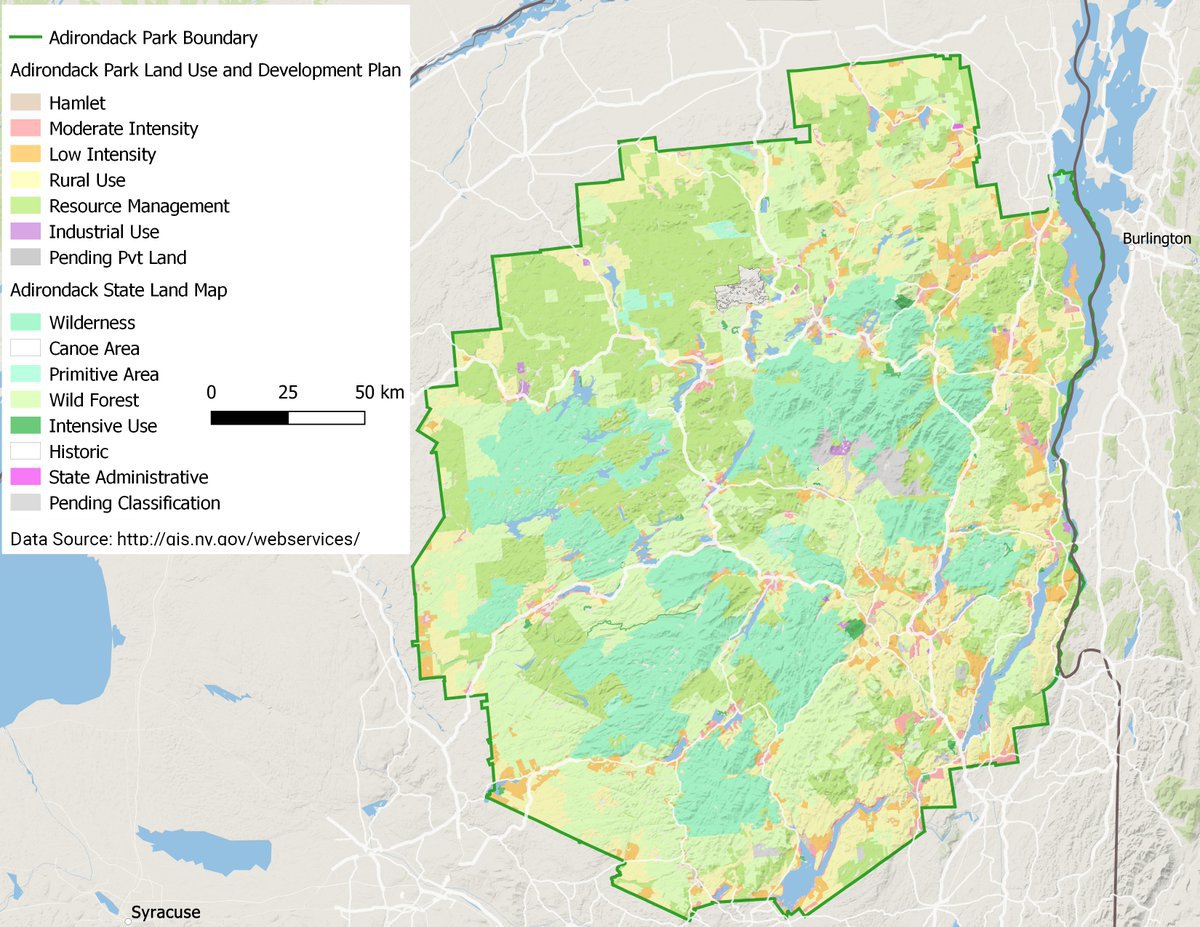 Adirondack Park Boundary
Adirondack Park Land Use and Development Plan
Hamlet
Moderate Intensity
Low Intensity
Rural Use
Resource Management
Industrial Use
Pending Pvt Land
Adirondack State Land Map
Wilderness
Canoe Area
Primitive Area
Wild Forest
Intensive Use
Historic
State Administrative
Pending Classification
0 25 50 km
Data Source: http://gis.ny.gov/webservices/
Burlington
Syracuse